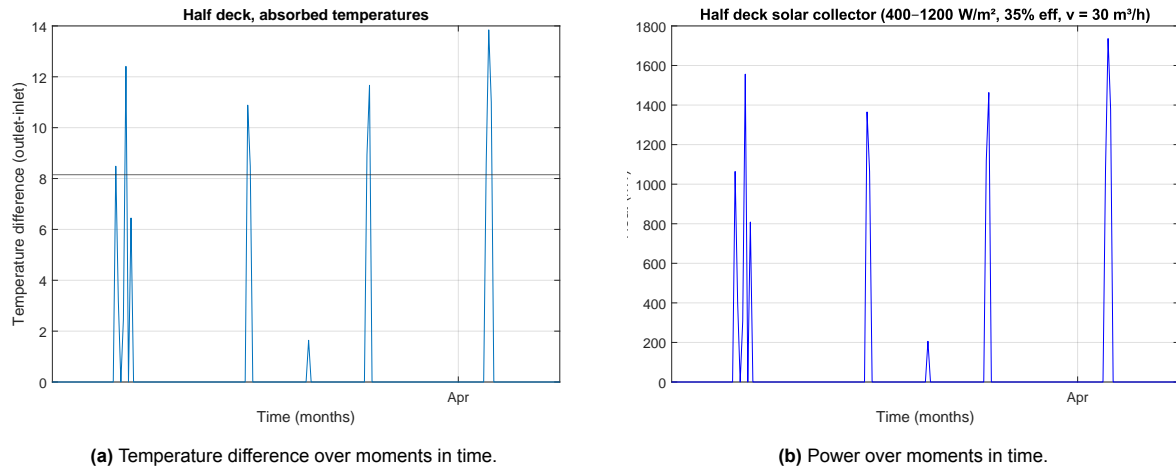 Half deck, absorbed temperatures
14
12
10
8
6
4
2
0
Temperature difference (outlet-inlet)
Apr
Time (months)
(a) Temperature difference over moments in time.
Half deck solar collector (400−1200 W/m², 35% eff, v = 30 m³/h)
1800
1600
1400
1200
1000
800
600
400
200
0
Apr
Time (months)
(b) Power over moments in time.